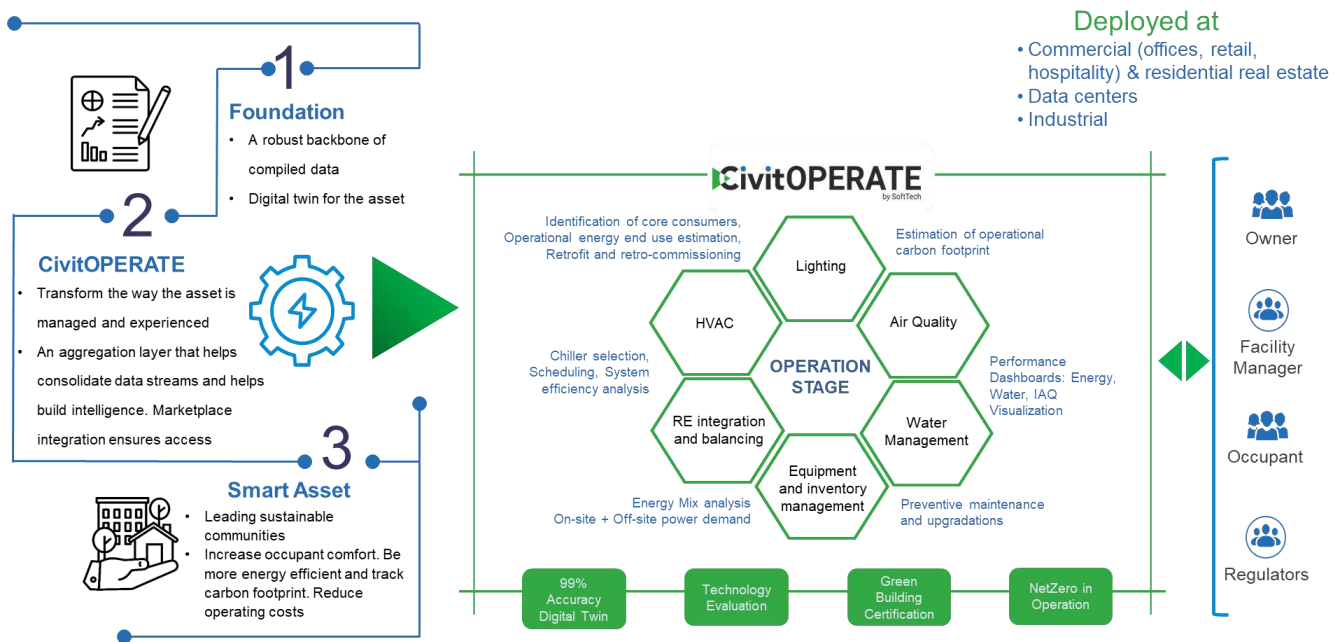 Deployed at
• Commercial (offices, retail,
hospitality) & residential real estate
• Data centers
• Industrial
1
Foundation
• A robust backbone of
compiled data
• Digital twin for the asset
2
CivitOPERATE
• Transform the way the asset is
managed and experienced
• An aggregation layer that helps
consolidate data streams and helps
build intelligence. Marketplace
integration ensures access
3
Smart Asset
• Leading sustainable
communities
• Increase occupant comfort. Be
more energy efficient and track
carbon footprint. Reduce
operating costs
CivitOPERATE
by SoftTech
Identification of core consumers,
Operational energy end use estimation,
Retrofit and retro-commissioning
Lighting
Estimation of operational
carbon footprint
HVAC
Air Quality
Chiller selection,
Scheduling, System
efficiency analysis
OPERATION
STAGE
Performance
Dashboards: Energy,
Water, IAQ
Visualization
RE integration
and balancing
Water
Management
Equipment
and inventory
management
Energy Mix analysis
On-site + Off-site power demand
Preventive maintenance
and upgradations
99%
Accuracy
Digital Twin
Technology
Evaluation
Green
Building
Certification
NetZero in
Operation
Owner
Facility
Manager
Occupant
Regulators